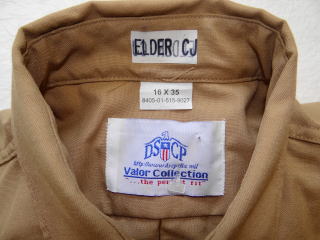 ELDER CJ
16 X 35
8405-01-515-9027
DSCP
Valor Collection
...the perfect fit